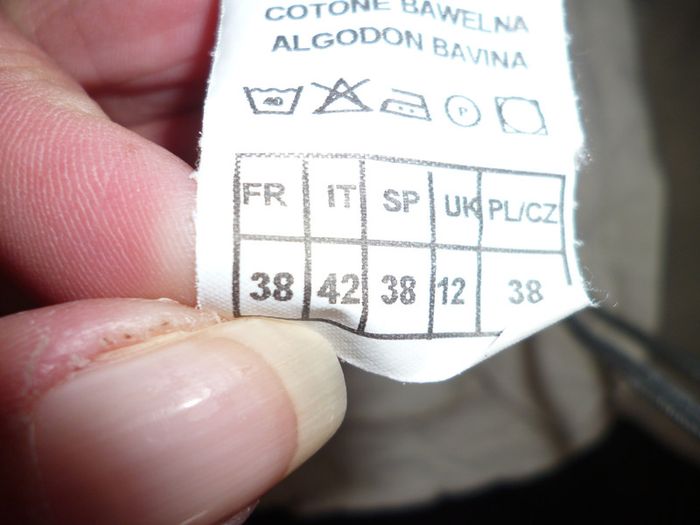 COTONE BAWELNA
ALGODON BAVINA
40 P
FR IT SP UK PL/CZ
38 42 38 12 38